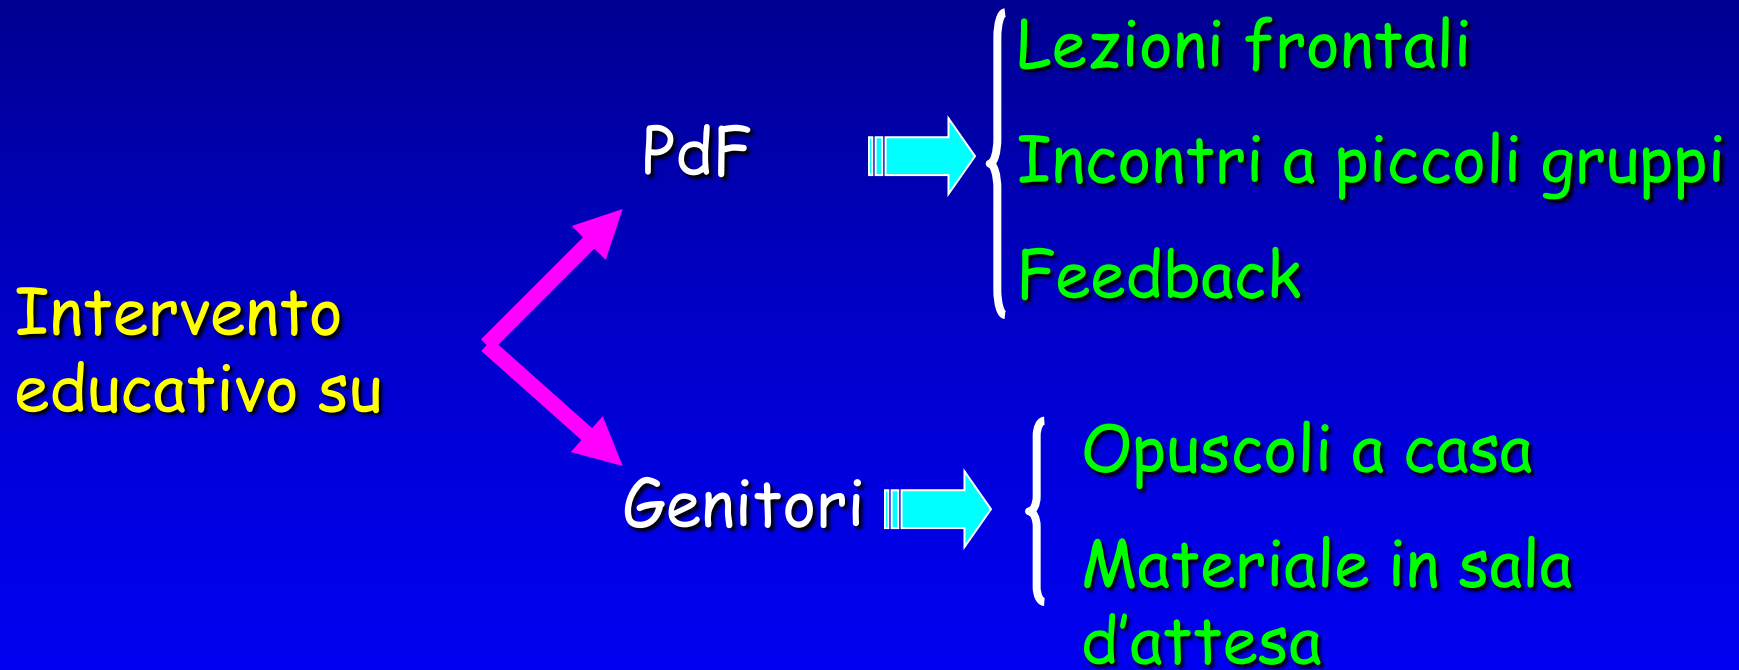 Intervento
educativo su
PdF
Lezioni frontali
Incontri a piccoli gruppi
Feedback
Genitori
Opuscoli a casa
Materiale in sala
d'attesa